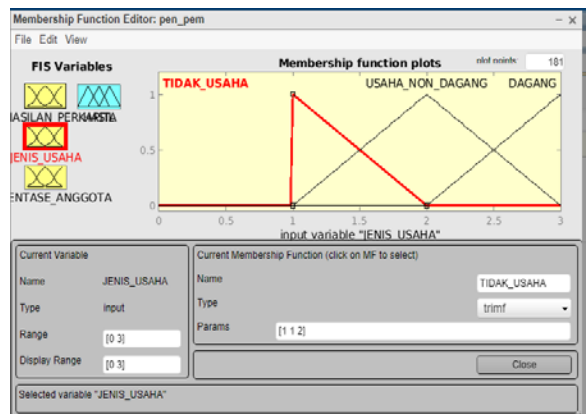 Membership Function Editor: pen_pem
File Edit View
FIS Variables
Membership function plots
plot points:
181
JENIS_USAHA
ENTASE_ANGGOTA
TIDAK_USAHA
USAHA_NON_DAGANG
DAGANG
1
0.5
0
0 0.5 1 1.5 2 2.5 3
input variable "JENIS_USAHA"
Current Variable
Name JENIS_USAHA
Type input
Range [0 3]
Display Range [0 3]
Current Membership Function (click on MF to select)
Name TIDAK_USAHA
Type trimf
Params [1 1 2]
Close
Selected variable "JENIS_USAHA"